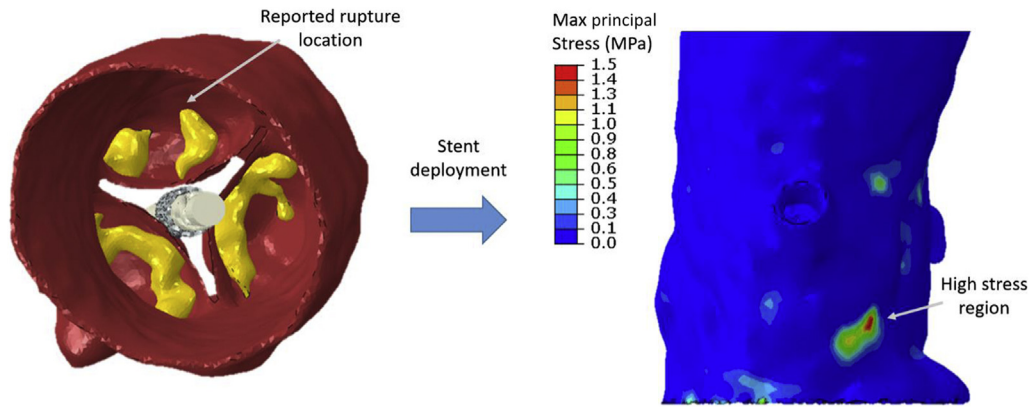 Reported rupture
location
Stent
deployment
Max principal
Stress (MPa)
1.5
1.4
1.3
1.1
1.0
0.9
0.8
0.6
0.5
0.4
0.3
0.1
0.0
High stress
region